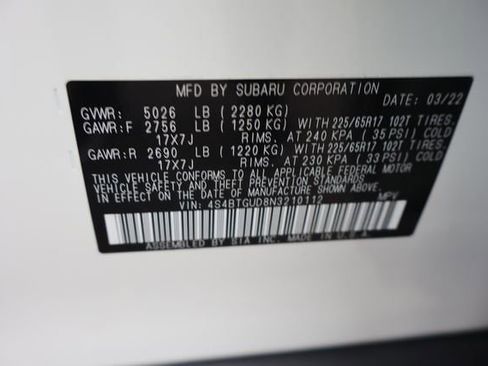 MFD BY SUBARU CORPORATION
DATE: 03/22
GVWR: 5026 LB (2280 KG)
GAWR:F 2756 LB (1250 KG) WITH 225/65R17 102T TIRES,
17X7J RIMS, AT 240 KPA (35 PSI) COLD
GAWR:R 2690 LB (1220 KG) WITH 225/65R17 102T TIRES,
17X7J RIMS, AT 230 KPA (33 PSI) COLD
THIS VEHICLE CONFORMS TO ALL APPLICABLE FEDERAL MOTOR
VEHICLE SAFETY, BUMPER, AND THEFT PREVENTION STANDARDS
IN EFFECT ON THE DATE OF MANUFACTURE SHOWN ABOVE.
VIN: 4S4BTGUD8N3210112 MPV
ASSEMBLED BY SIA INC. MADE IN U.S.A.